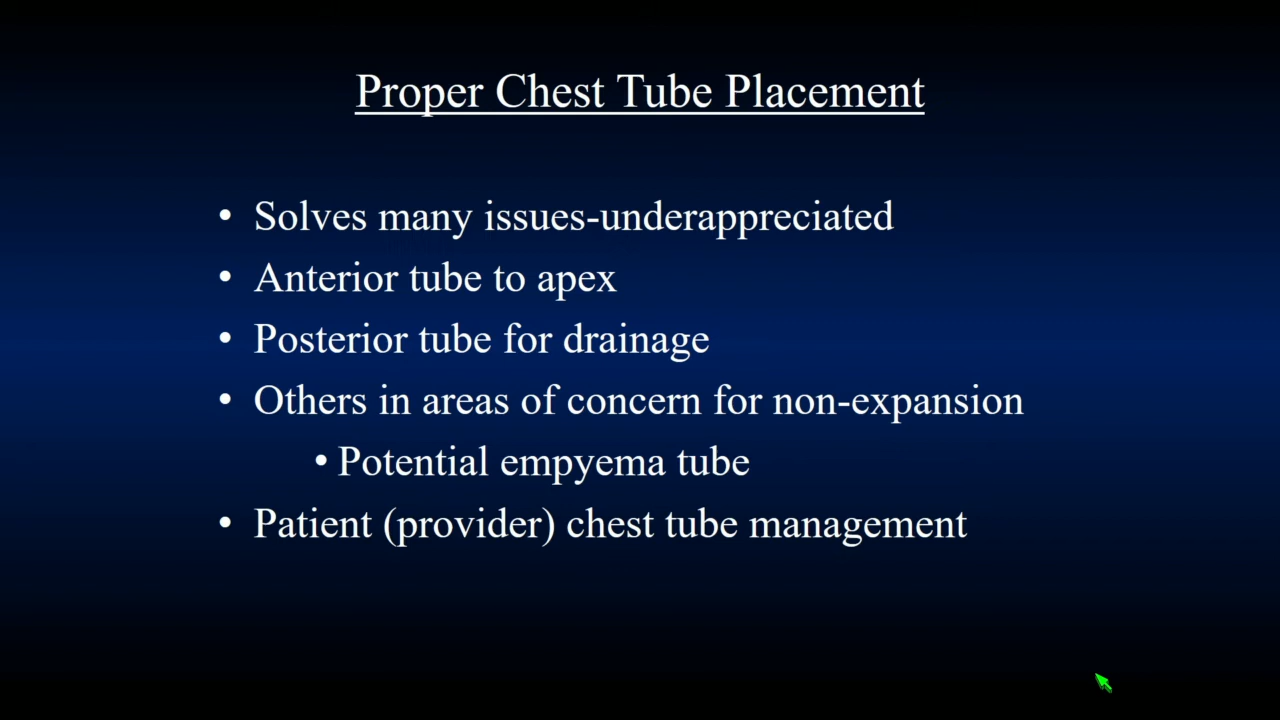 Proper Chest Tube Placement
• Solves many issues-underappreciated
• Anterior tube to apex
• Posterior tube for drainage
• Others in areas of concern for non-expansion
• Potential empyema tube
• Patient (provider) chest tube management